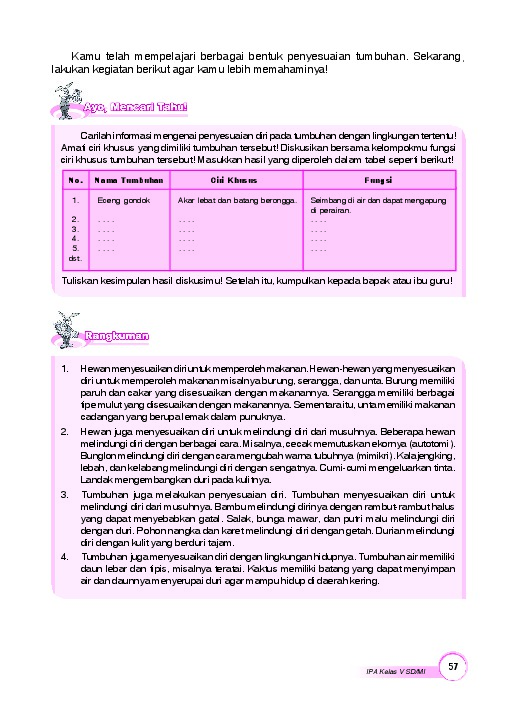 Kamu telah mempelajari berbagai bentuk penyesuaian tumbuhan. Sekarang,
lakukan kegiatan berikut agar kamu lebih memahaminya!
Ayo, Mencari Tahu!
Carilah informasi mengenai penyesuaian diri pada tumbuhan dengan lingkungan tertentu!
Amati ciri khusus yang dimiliki tumbuhan tersebut! Diskusikan bersama kelompokmu fungsi
ciri khusus tumbuhan tersebut! Masukkan hasil yang diperoleh dalam tabel seperti berikut!
No. Nama Tumbuhan Ciri Khusus Fungsi
1. Eceng gondok Akar lebat dan batang berongga. Seimbang di air dan dapat mengapung
di perairan.
2. . . . . . . . . . . . .
3. . . . . . . . . . . . .
4. . . . . . . . . . . . .
5. . . . . . . . . . . . .
dst.
Tuliskan kesimpulan hasil diskusimu! Setelah itu, kumpulkan kepada bapak atau ibu guru!
Rangkuman
1. Hewan menyesuaikan diri untuk memperoleh makanan. Hewan-hewan yang menyesuaikan
diri untuk memperoleh makanan misalnya burung, serangga, dan unta. Burung memiliki
paruh dan cakar yang disesuaikan dengan makanannya. Serangga memiliki berbagai
tipe mulut yang disesuaikan dengan makanannya. Sementara itu, unta memiliki makanan
cadangan yang berupa lemak dalam punuknya.
2. Hewan juga menyesuaikan diri untuk melindungi diri dari musuhnya. Beberapa hewan
melindungi diri dengan berbagai cara. Misalnya, cecak memutuskan ekornya (autotomi).
Bunglon melindungi diri dengan cara mengubah warna tubuhnya (mimikri). Kalajengking,
lebah, dan kelabang melindungi diri dengan sengatnya. Cumi-cumi mengeluarkan tinta.
Landak mengembangkan duri pada kulitnya.
3. Tumbuhan juga melakukan penyesuaian diri. Tumbuhan menyesuaikan diri untuk
melindungi diri dari musuhnya. Bambu melindungi dirinya dengan rambut-rambut halus
yang dapat menyebabkan gatal. Salak, bunga mawar, dan putri malu melindungi diri
dengan duri. Pohon nangka dan karet melindungi diri dengan getah. Durian melindungi
diri dengan kulit yang berduri tajam.
4. Tumbuhan juga menyesuaikan diri dengan lingkungan hidupnya. Tumbuhan air memiliki
daun lebar dan tipis, misalnya teratai. Kaktus memiliki batang yang dapat menyimpan
air dan daunnya menyerupai duri agar mampu hidup di daerah kering.
IPA Kelas V SD/MI 57